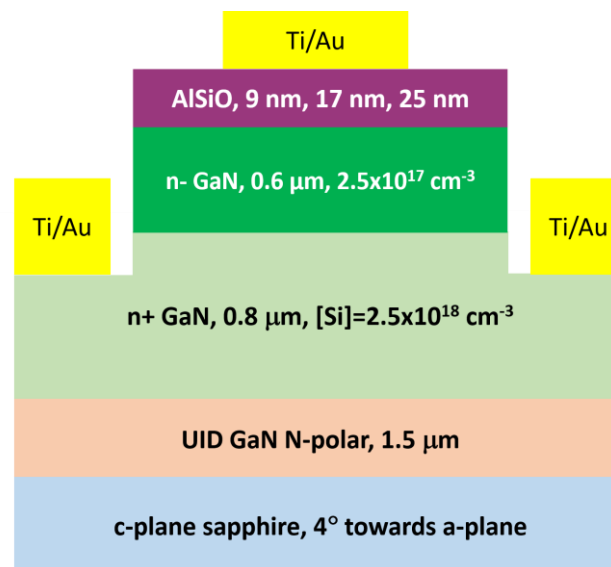 Ti/Au
AlSiO, 9 nm, 17 nm, 25 nm
n- GaN, 0.6 µm, 2.5x10¹⁷ cm⁻³
Ti/Au
Ti/Au
n+ GaN, 0.8 µm, [Si]=2.5x10¹⁸ cm⁻³
UID GaN N-polar, 1.5 µm
c-plane sapphire, 4° towards a-plane